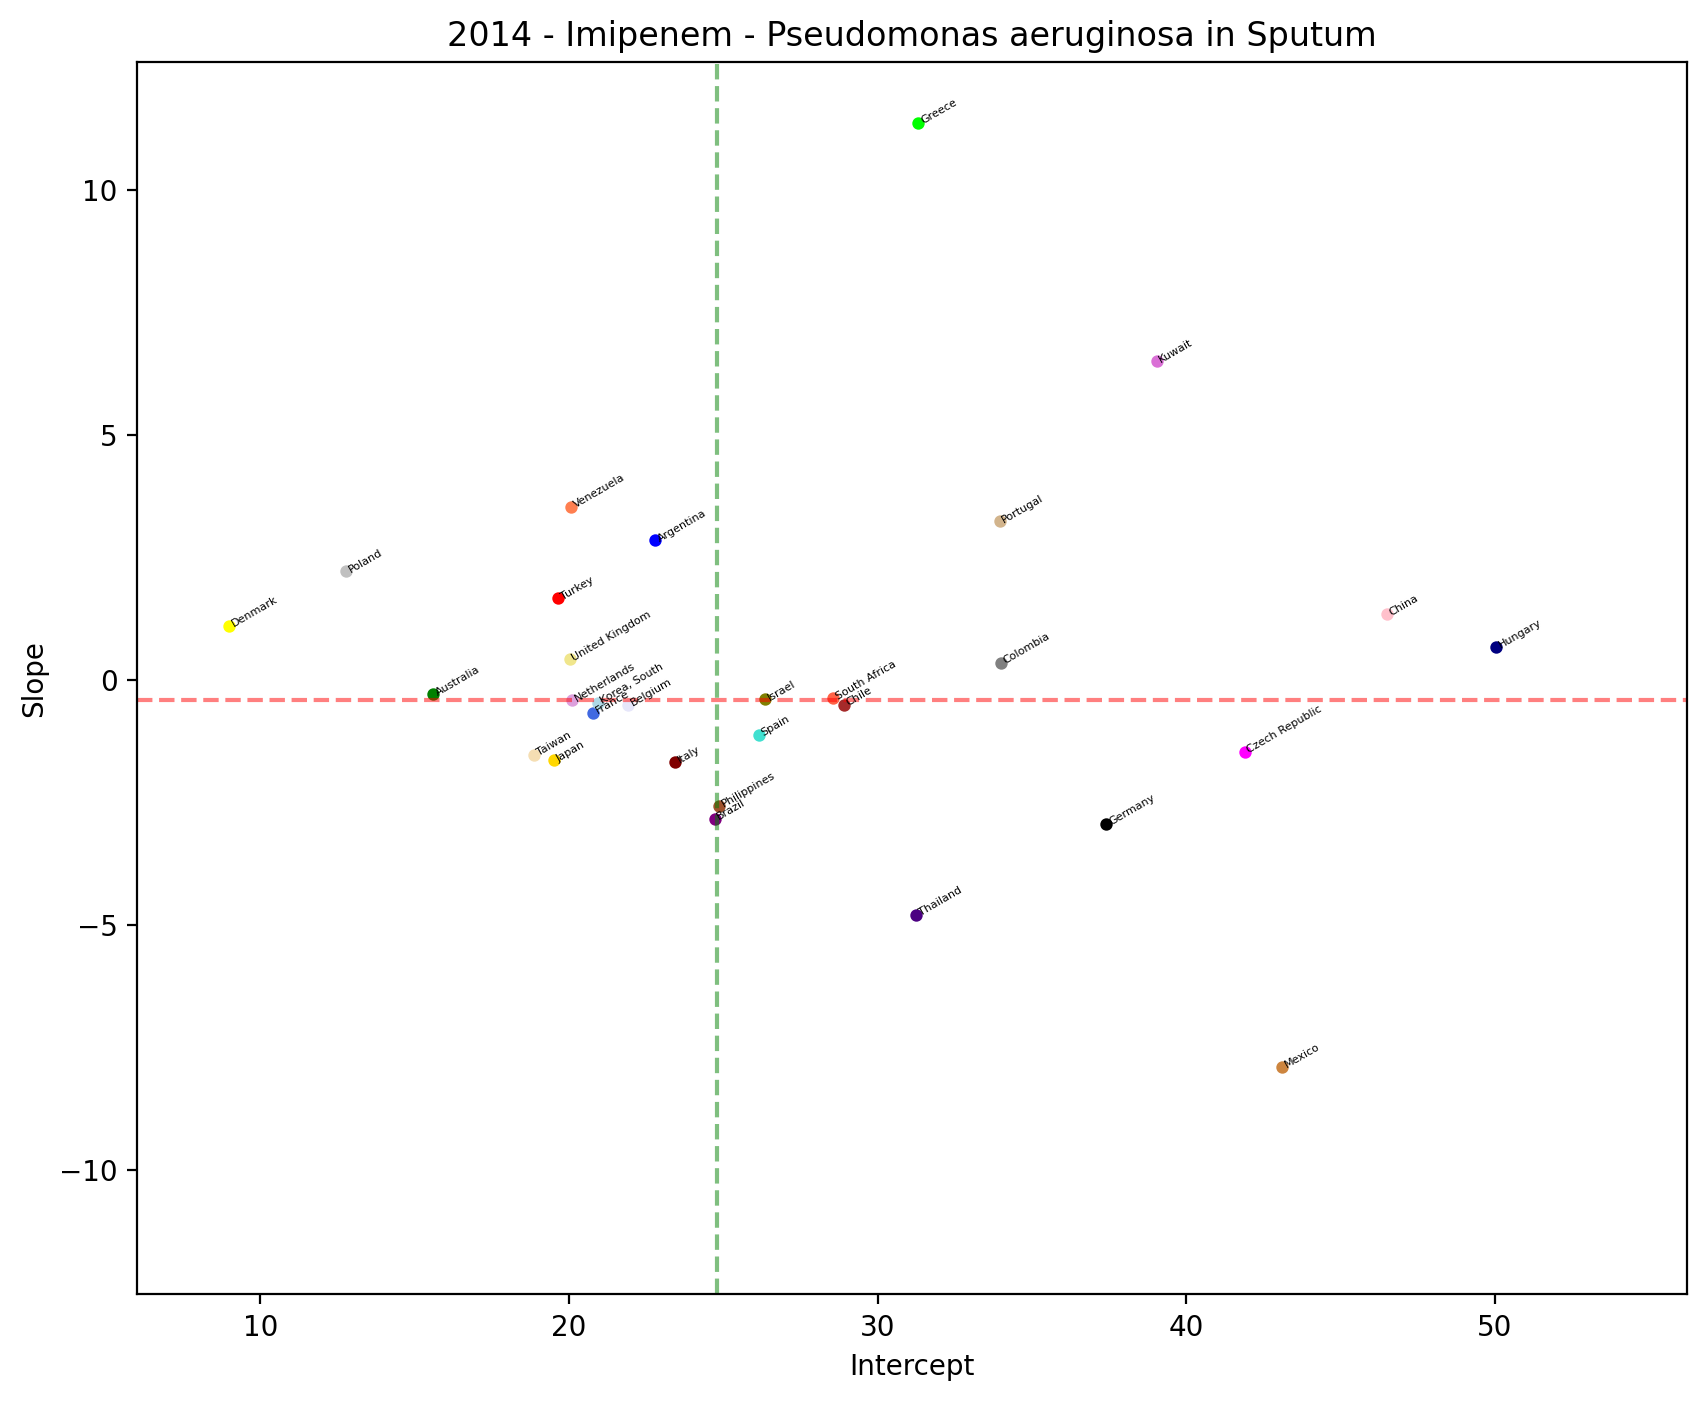 2014 - Imipenem - Pseudomonas aeruginosa in Sputum
Greece
10
Kuwait
5
Venezuela
Portugal
Argentina
Poland
Turkey
China
Denmark
United Kingdom
Hungary
Colombia
Slope
0
Australia
Netherlands
Korea, South
France
Belgium
Israel
South Africa
Chile
Spain
Czech Republic
Taiwan
Japan
Italy
Philippines
Brazil
Germany
Thailand
−5
Mexico
−10
10
20
30
40
50
Intercept